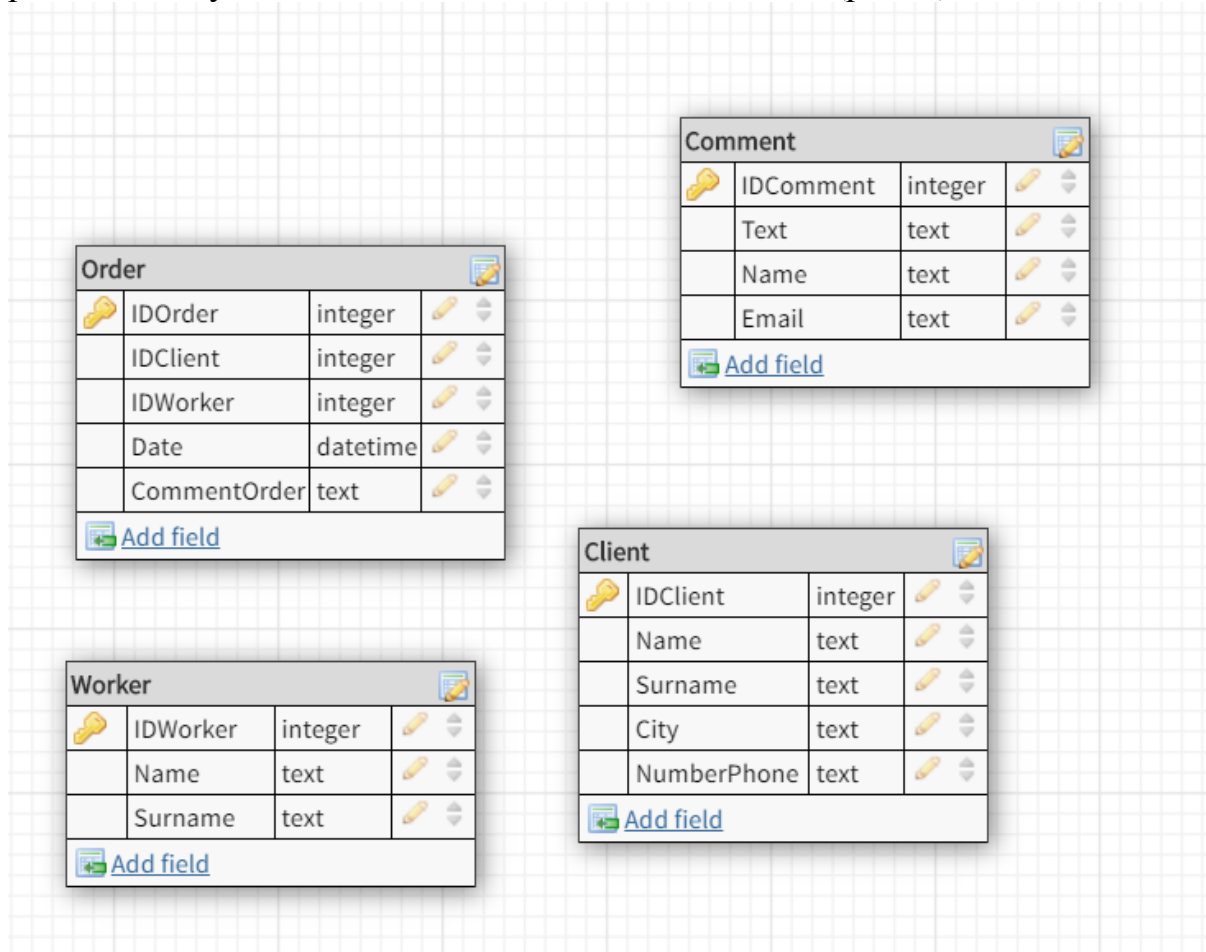 Comment
IDComment integer
Text text
Name text
Email text
Add field
Order
IDOrder integer
IDClient integer
IDWorker integer
Date datetime
CommentOrder text
Add field
Client
IDClient integer
Name text
Surname text
City text
NumberPhone text
Add field
Worker
IDWorker integer
Name text
Surname text
Add field